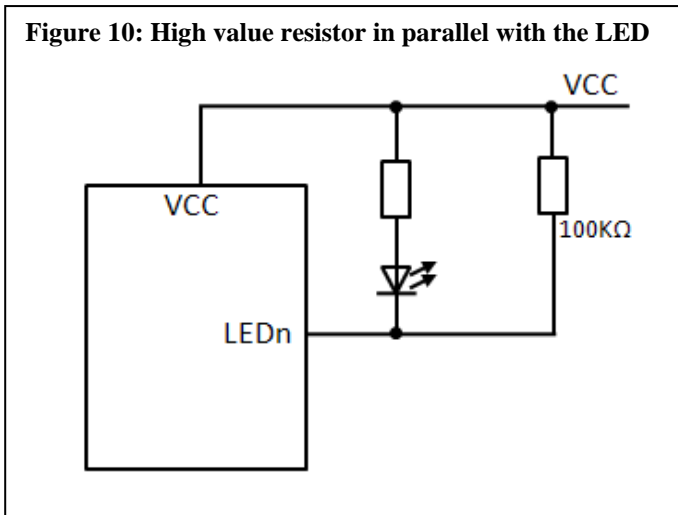 Figure 10: High value resistor in parallel with the LED
VCC
VCC
100KΩ
LEDn